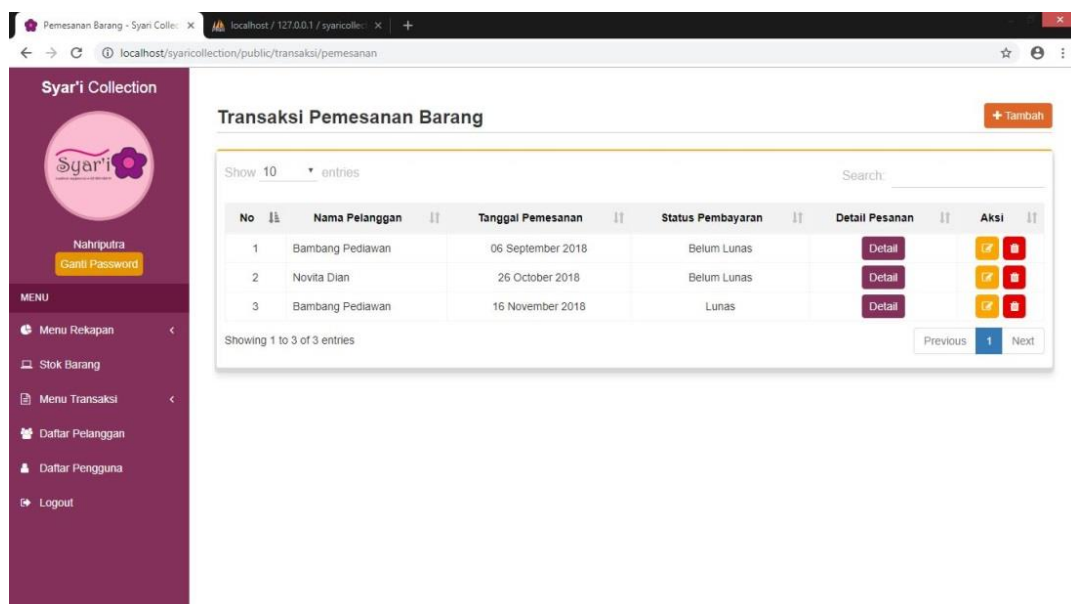 Pemesanan Barang - Syari Collec
localhost / 127.0.0.1 / syaricollect
localhost/syaricollection/public/transaksi/pemesanan
Syar'i Collection
Syar'i
Nahriputra
Ganti Password
MENU
Menu Rekapan
Stok Barang
Menu Transaksi
Daftar Pelanggan
Daftar Pengguna
Logout
Transaksi Pemesanan Barang
+ Tambah
Show 10 entries Search:
No Nama Pelanggan Tanggal Pemesanan Status Pembayaran Detail Pesanan Aksi
1 Bambang Pediawan 06 September 2018 Belum Lunas Detail
2 Novita Dian 26 October 2018 Belum Lunas Detail
3 Bambang Pediawan 16 November 2018 Lunas Detail
Showing 1 to 3 of 3 entries Previous 1 Next